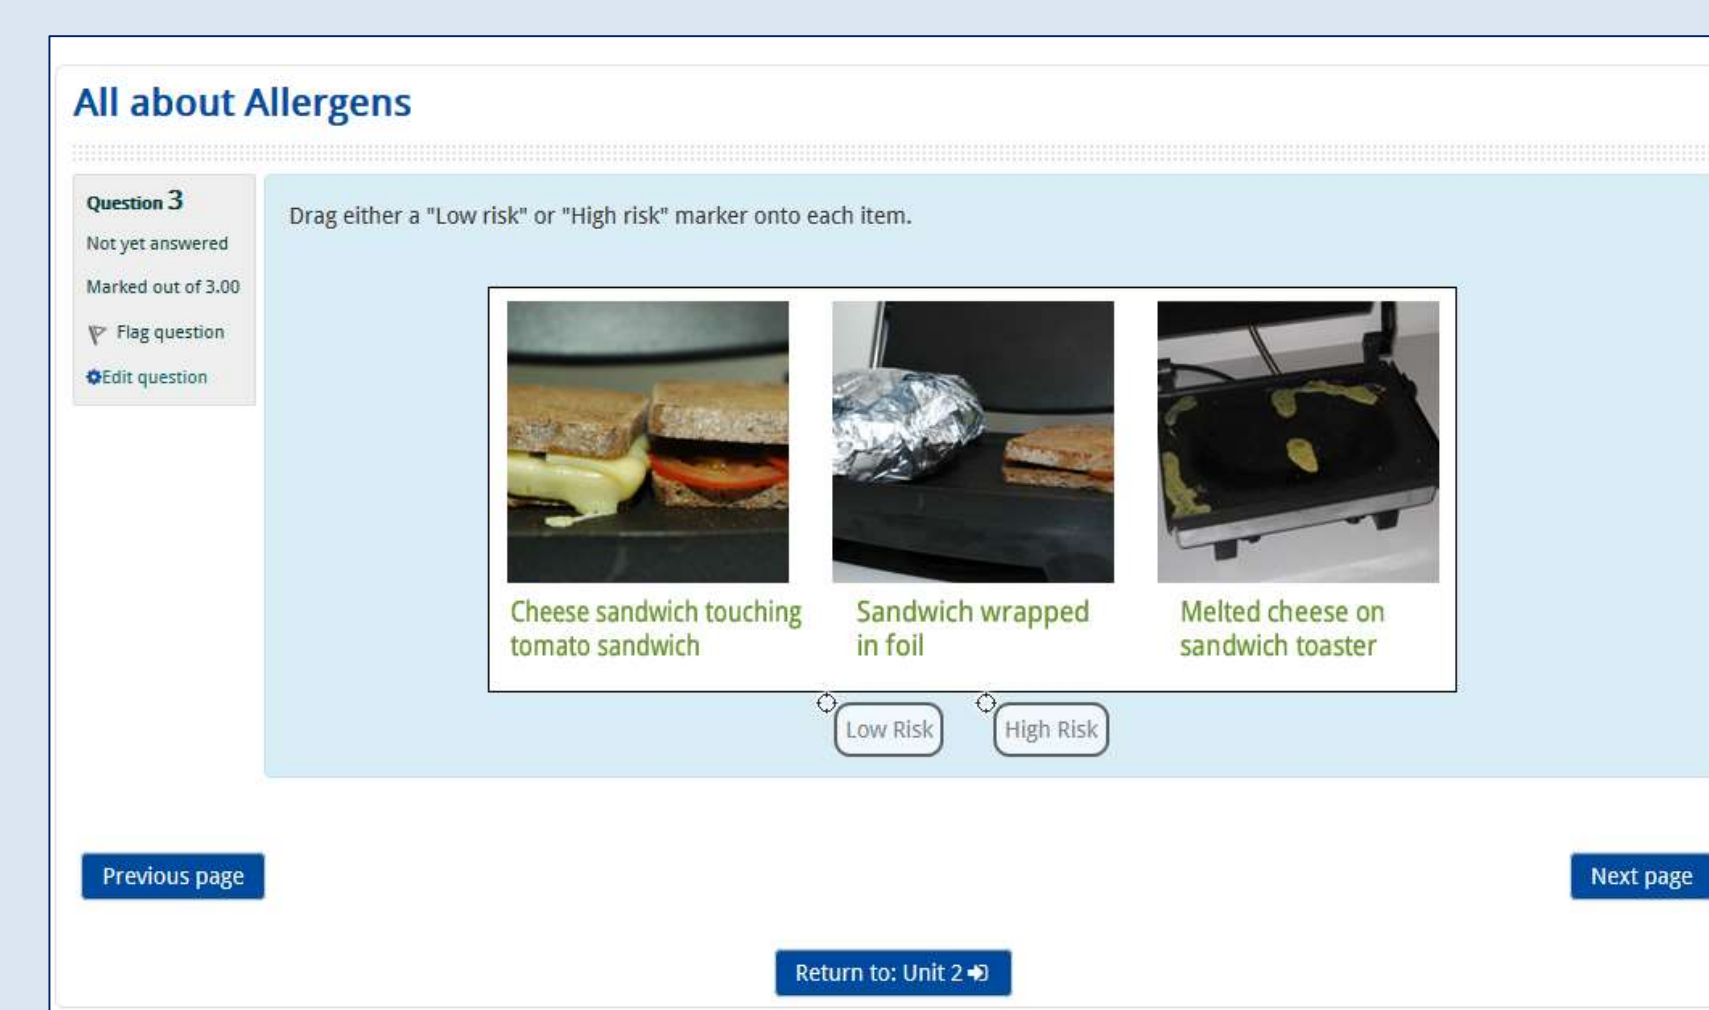 All about Allergens
Question 3
Not yet answered
Marked out of 3.00
Flag question
Edit question
Drag either a "Low risk" or "High risk" marker onto each item.
Cheese sandwich touching
tomato sandwich
Sandwich wrapped
in foil
Melted cheese on
sandwich toaster
Low Risk
High Risk
Previous page
Next page
Return to: Unit 2